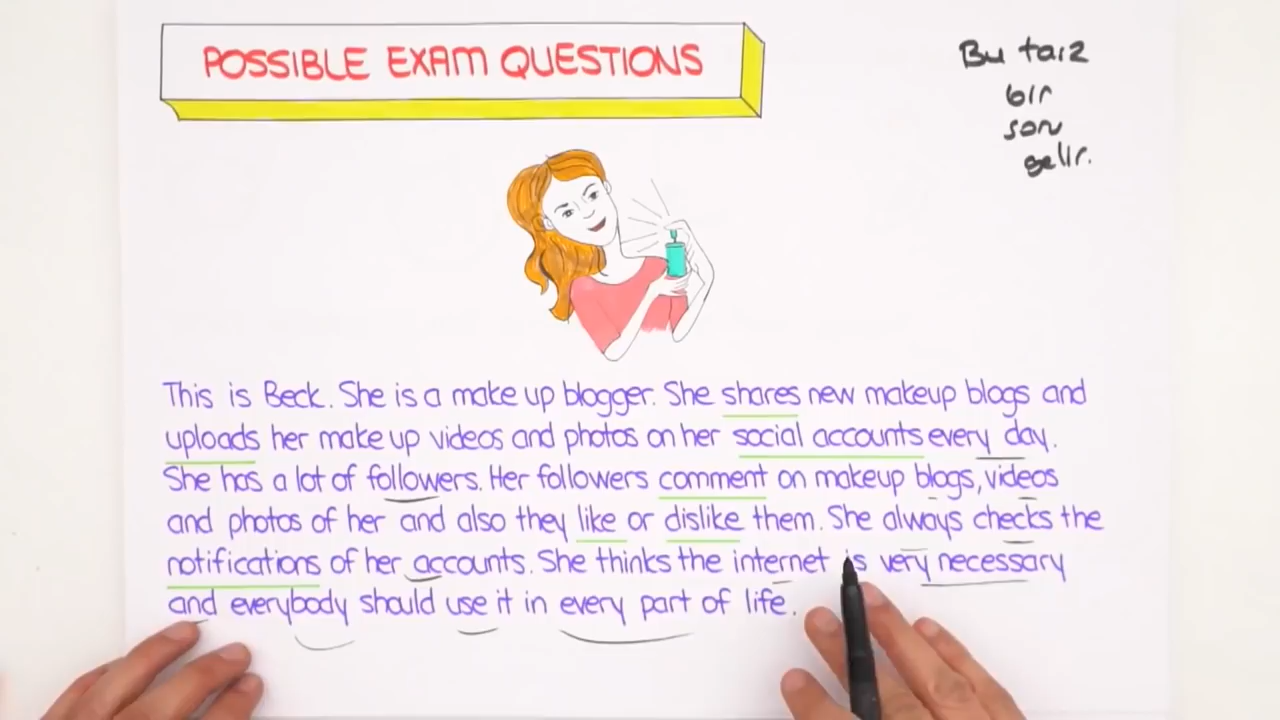 POSSIBLE EXAM QUESTIONS
Bu tarz
bir
soru
gelir.
This is Beck. She is a make up blogger. She shares new makeup blogs and
uploads her make up videos and photos on her social accounts every day.
She has a lot of followers. Her followers comment on makeup blogs, videos
and photos of her and also they like or dislike them. She always checks the
notifications of her accounts. She thinks the internet is very necessary
and everybody should use it in every part of life.